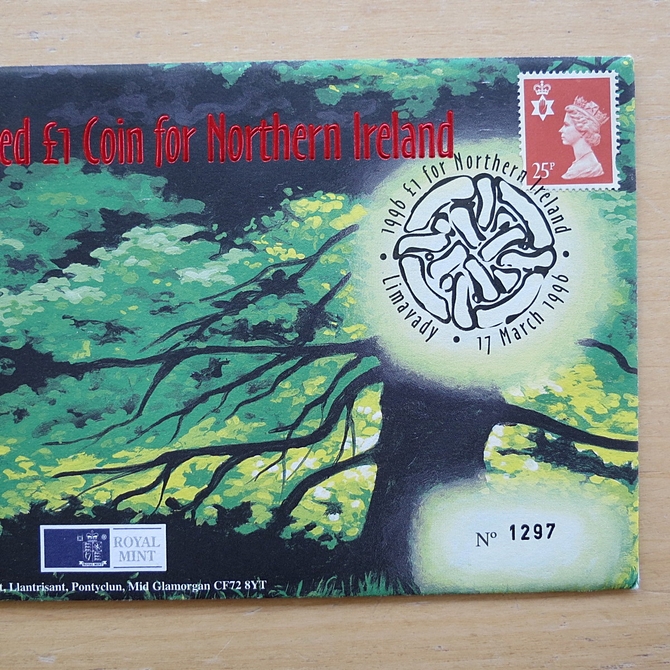 ed £1 Coin for Northern Ireland
25P
1996 £1 for Northern Ireland
Limavady • 17 March 1996
Nº 1297
ROYAL
MINT
t, Llantrisant, Pontyclun, Mid Glamorgan CF72 8YT